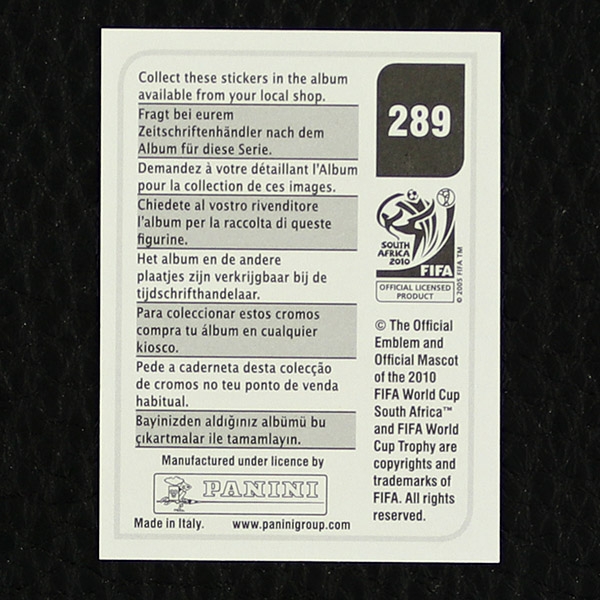 Collect these stickers in the album
available from your local shop.
Fragt bei eurem
Zeitschriftenhändler nach dem
Album für diese Serie.
Demandez à votre détaillant l'Album
pour la collection de ces images.
Chiedete al vostro rivenditore
l'album per la raccolta di queste
figurine.
Het album en de andere
plaatjes zijn verkrijgbaar bij de
tijdschrifthandelaar.
Para coleccionar estos cromos
compra tu álbum en cualquier
kiosco.
Pede a caderneta desta colecção
de cromos no teu ponto de venda
habitual.
Bayinizden aldığınız albümü bu
çıkartmalar ile tamamlayın.
Manufactured under licence by
PANINI
Made in Italy. www.paninigroup.com
289
SOUTH
AFRICA
2010
FIFA
© 2005 FIFA TM
OFFICIAL LICENSED
PRODUCT
© The Official
Emblem and
Official Mascot
of the 2010
FIFA World Cup
South Africa™
and FIFA World
Cup Trophy are
copyrights and
trademarks of
FIFA. All rights
reserved.